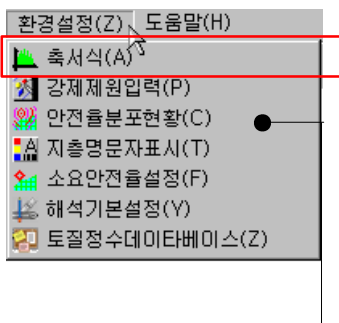 환경설정(Z) 도움말(H)
축서식(A)
강제제원입력(P)
안전율분포현황(C)
지층명문자표시(T)
소요안전율설정(F)
해석기본설정(Y)
토질정수데이타베이스(Z)